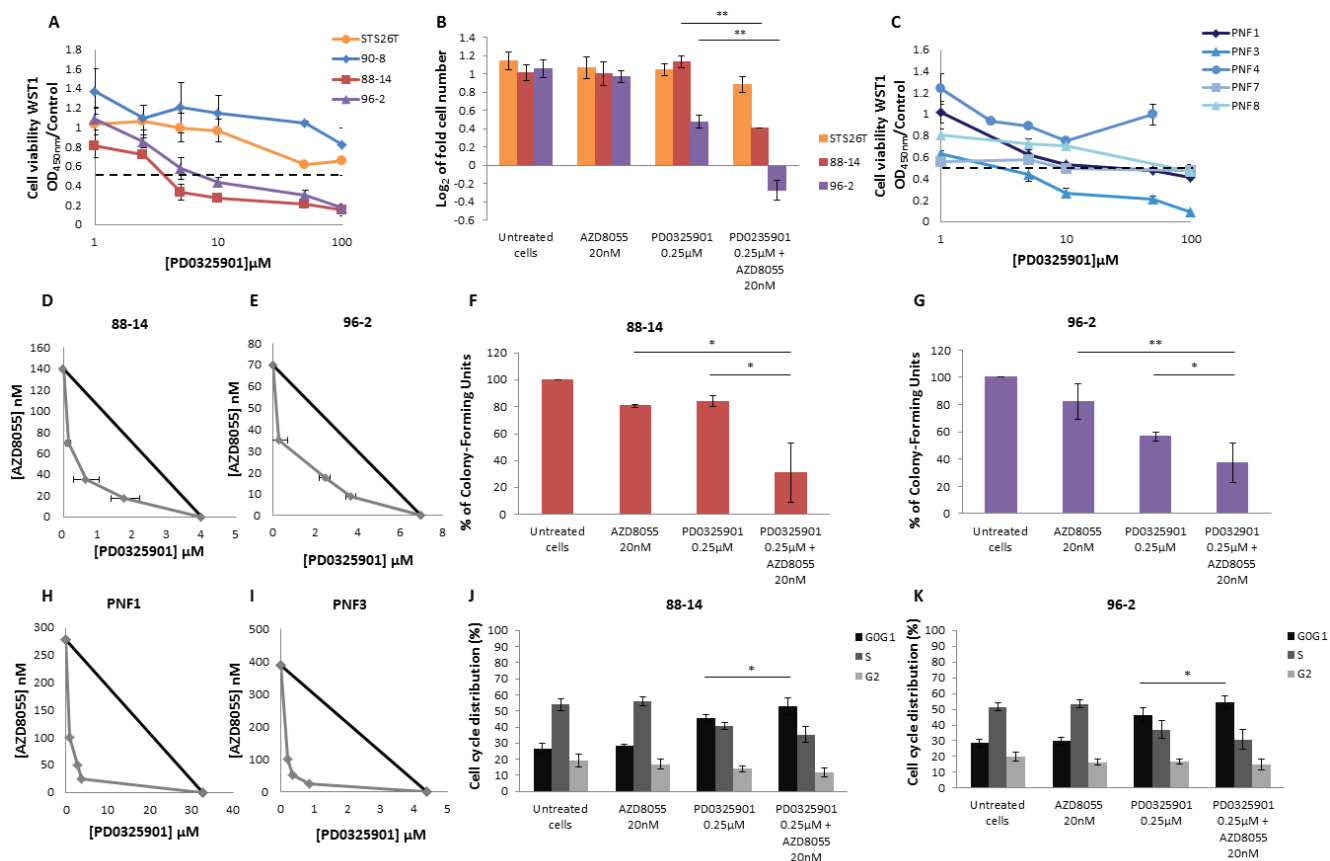 A
Cell viability WST1
OD450nm/Control
1.8
1.6
1.4
1.2
1
0.8
0.6
0.4
0.2
0
1
10
100
[PD0325901]µM
STS26T
90-8
88-14
96-2
B
Log2 of fold cell number
1.4
1.2
1
0.8
0.6
0.4
0.2
0
-0.2
-0.4
-0.6
**
**
Untreated
cells
AZD8055
20nM
PD0325901
0.25µM
PD0235901
0.25µM +
AZD8055
20nM
STS26T
88-14
96-2
C
Cell viability WST1
OD450nm/Control
1.8
1.6
1.4
1.2
1
0.8
0.6
0.4
0.2
0
1
10
100
[PD0325901]µM
PNF1
PNF3
PNF4
PNF7
PNF8
D
88-14
[AZD8055] nM
160
140
120
100
80
60
40
20
0
0
1
2
3
4
5
[PD0325901] µM
E
96-2
[AZD8055] nM
80
70
60
50
40
30
20
10
0
0
2
4
6
8
[PD0325901] µM
F
88-14
% of Colony-Forming Units
120
100
80
60
40
20
0
*
*
Untreated
cells
AZD8055
20nM
PD0325901
0.25µM
PD0325901
0.25µM +
AZD8055
20nM
G
96-2
% of Colony-Forming Units
120
100
80
60
40
20
0
**
*
Untreated
cells
AZD8055
20nM
PD0325901
0.25µM
PD032901
0.25µM +
AZD8055
20nM
H
PNF1
[AZD8055] nM
300
250
200
150
100
50
0
0
10
20
30
40
[PD0325901] µM
I
PNF3
[AZD8055] nM
500
400
300
200
100
0
0
1
2
3
4
5
[PD0325901] µM
J
88-14
Cell cycle distribution (%)
100
90
80
70
60
50
40
30
20
10
0
*
Untreated
cells
AZD8055
20nM
PD0325901
0.25µM
PD0325901
0.25µM +
AZD8055
20nM
G0G1
S
G2
K
96-2
Cell cycle distribution (%)
100
90
80
70
60
50
40
30
20
10
0
*
Untreated
cells
AZD8055
20nM
PD0325901
0.25µM
PD0325901
0.25µM +
AZD8055
20nM
G0G1
S
G2